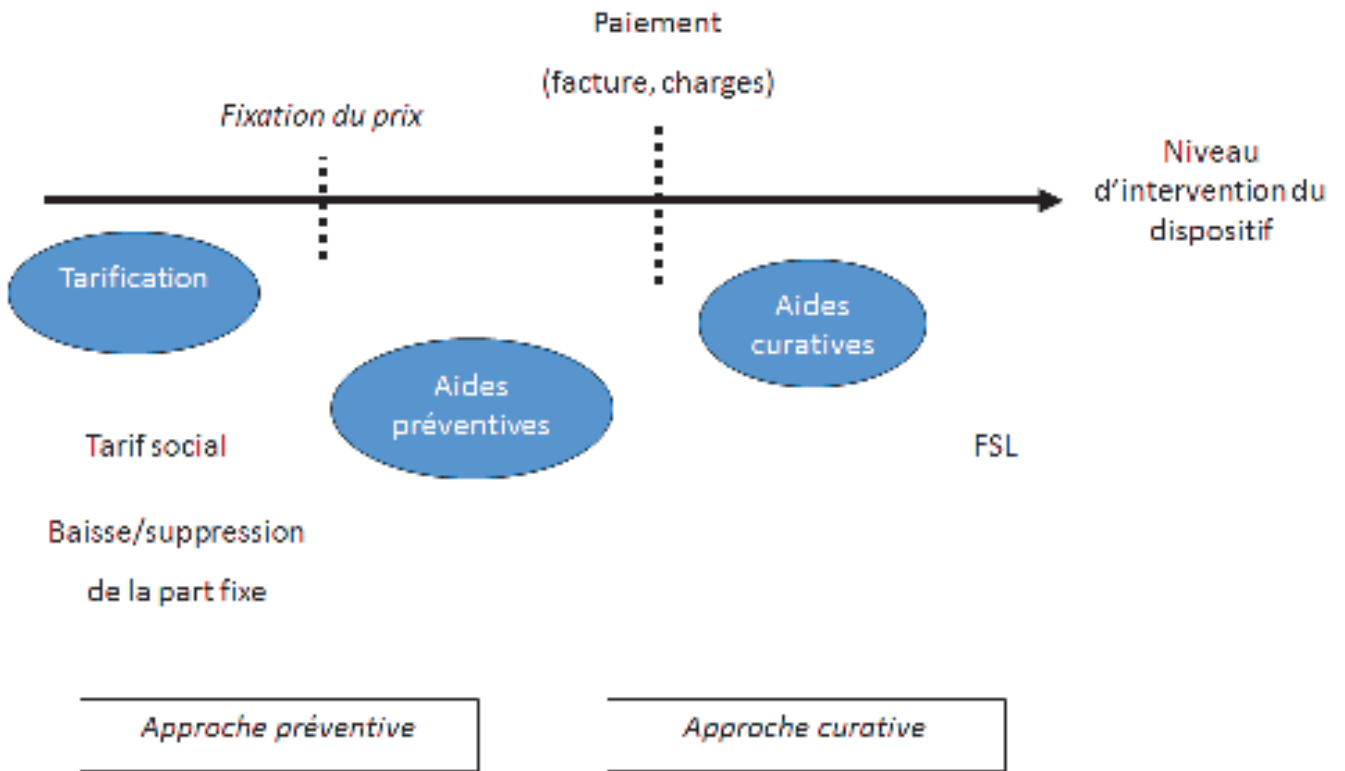 Paiement
(facture, charges)
Fixation du prix
Niveau
d'intervention du
dispositif
Tarification
Aides
curatives
Aides
préventives
Tarif social
FSL
Baisse/suppression
de la part fixe
Approche préventive
Approche curative